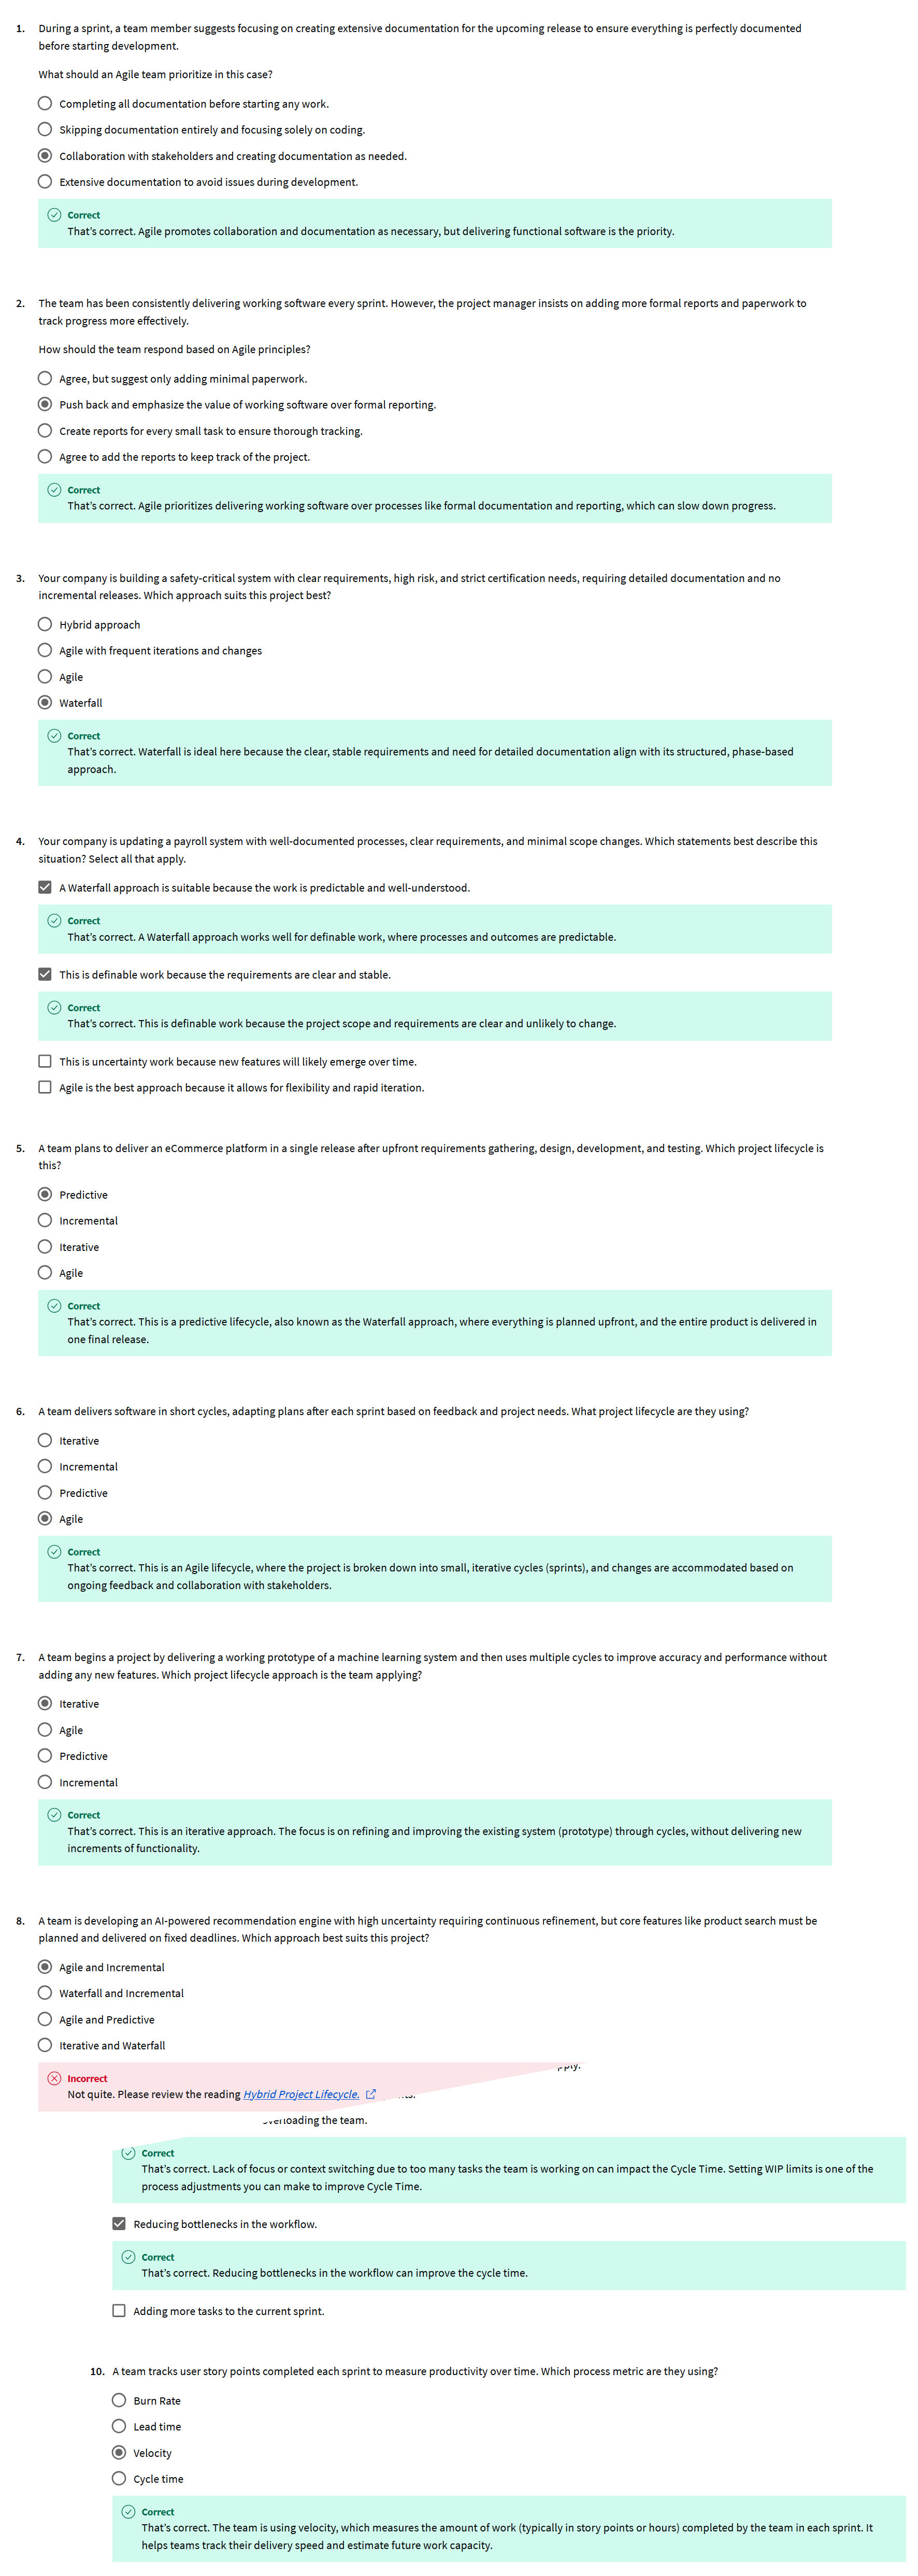 1. During a sprint, a team member suggests focusing on creating extensive documentation for the upcoming release to ensure everything is perfectly documented
before starting development.
What should an Agile team prioritize in this case?
Completing all documentation before starting any work.
Skipping documentation entirely and focusing solely on coding.
Collaboration with stakeholders and creating documentation as needed.
Extensive documentation to avoid issues during development.
Correct
That's correct. Agile promotes collaboration and documentation as necessary, but delivering functional software is the priority.
2. The team has been consistently delivering working software every sprint. However, the project manager insists on adding more formal reports and paperwork to
track progress more effectively.
How should the team respond based on Agile principles?
Agree, but suggest only adding minimal paperwork.
Push back and emphasize the value of working software over formal reporting.
Create reports for every small task to ensure thorough tracking.
Agree to add the reports to keep track of the project.
Correct
That's correct. Agile prioritizes delivering working software over processes like formal documentation and reporting, which can slow down progress.
3. Your company is building a safety-critical system with clear requirements, high risk, and strict certification needs, requiring detailed documentation and no
incremental releases. Which approach suits this project best?
Hybrid approach
Agile with frequent iterations and changes
Agile
Waterfall
Correct
That's correct. Waterfall is ideal here because the clear, stable requirements and need for detailed documentation align with its structured, phase-based
approach.
4. Your company is updating a payroll system with well-documented processes, clear requirements, and minimal scope changes. Which statements best describe this
situation? Select all that apply.
A Waterfall approach is suitable because the work is predictable and well-understood.
Correct
That's correct. A Waterfall approach works well for definable work, where processes and outcomes are predictable.
This is definable work because the requirements are clear and stable.
Correct
That's correct. This is definable work because the project scope and requirements are clear and unlikely to change.
This is uncertainty work because new features will likely emerge over time.
Agile is the best approach because it allows for flexibility and rapid iteration.
5. A team plans to deliver an eCommerce platform in a single release after upfront requirements gathering, design, development, and testing. Which project lifecycle is
this?
Predictive
Incremental
Iterative
Agile
Correct
That's correct. This is a predictive lifecycle, also known as the Waterfall approach, where everything is planned upfront, and the entire product is delivered in
one final release.
6. A team delivers software in short cycles, adapting plans after each sprint based on feedback and project needs. What project lifecycle are they using?
Iterative
Incremental
Predictive
Agile
Correct
That's correct. This is an Agile lifecycle, where the project is broken down into small, iterative cycles (sprints), and changes are accommodated based on
ongoing feedback and collaboration with stakeholders.
7. A team begins a project by delivering a working prototype of a machine learning system and then uses multiple cycles to improve accuracy and performance without
adding any new features. Which project lifecycle approach is the team applying?
Iterative
Agile
Predictive
Incremental
Correct
That's correct. This is an iterative approach. The focus is on refining and improving the existing system (prototype) through cycles, without delivering new
increments of functionality.
8. A team is developing an AI-powered recommendation engine with high uncertainty requiring continuous refinement, but core features like product search must be
planned and delivered on fixed deadlines. Which approach best suits this project?
Agile and Incremental
Waterfall and Incremental
Agile and Predictive
Iterative and Waterfall
Incorrect
Not quite. Please review the reading Hybrid Project Lifecycle.
the team.
Correct
That's correct. Lack of focus or context switching due to too many tasks the team is working on can impact the Cycle Time. Setting WIP limits is one of the
process adjustments you can make to improve Cycle Time.
Reducing bottlenecks in the workflow.
Correct
That's correct. Reducing bottlenecks in the workflow can improve the cycle time.
Adding more tasks to the current sprint.
10. A team tracks user story points completed each sprint to measure productivity over time. Which process metric are they using?
Burn Rate
Lead time
Velocity
Cycle time
Correct
That's correct. The team is using velocity, which measures the amount of work (typically in story points or hours) completed by the team in each sprint. It
helps teams track their delivery speed and estimate future work capacity.